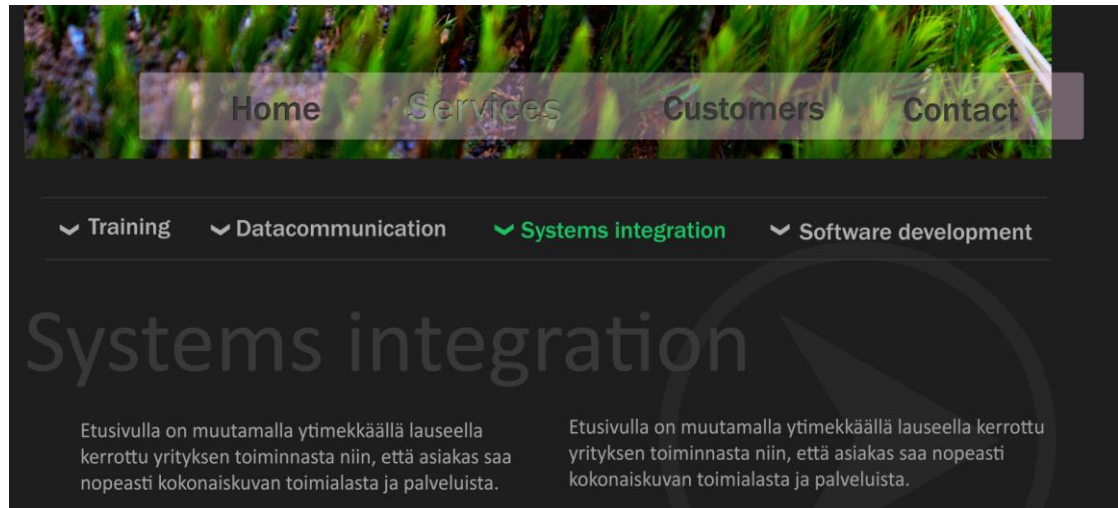 Home Services Customers Contact
Training Datacommunication Systems integration Software development
Systems integration
Etusivulla on muutamalla ytimekkäällä lauseella
kerrottu yrityksen toiminnasta niin, että asiakas saa
nopeasti kokonaiskuvan toimialasta ja palveluista.
Etusivulla on muutamalla ytimekkäällä lauseella kerrottu
yrityksen toiminnasta niin, että asiakas saa nopeasti
kokonaiskuvan toimialasta ja palveluista.